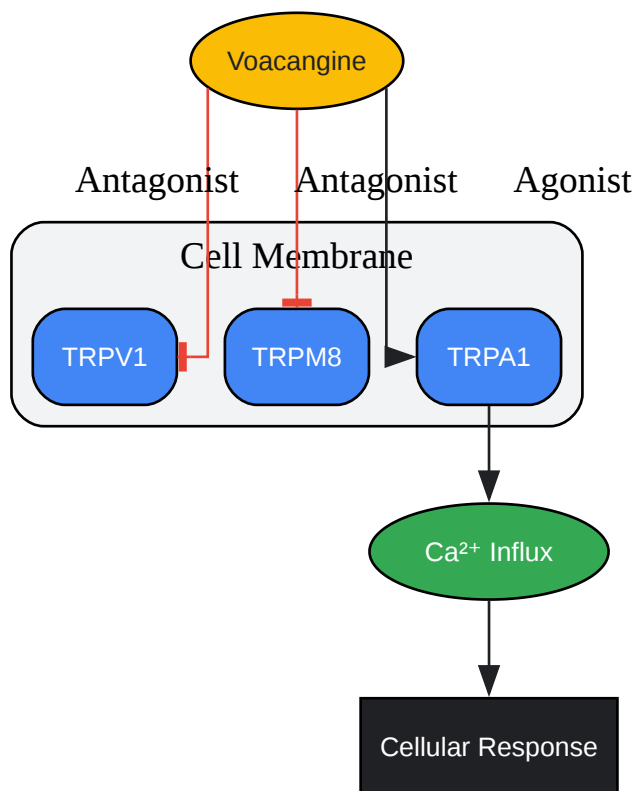 Voacangine
Antagonist
Antagonist
Agonist
Cell Membrane
TRPV1
TRPM8
TRPA1
Ca²⁺ Influx
Cellular Response